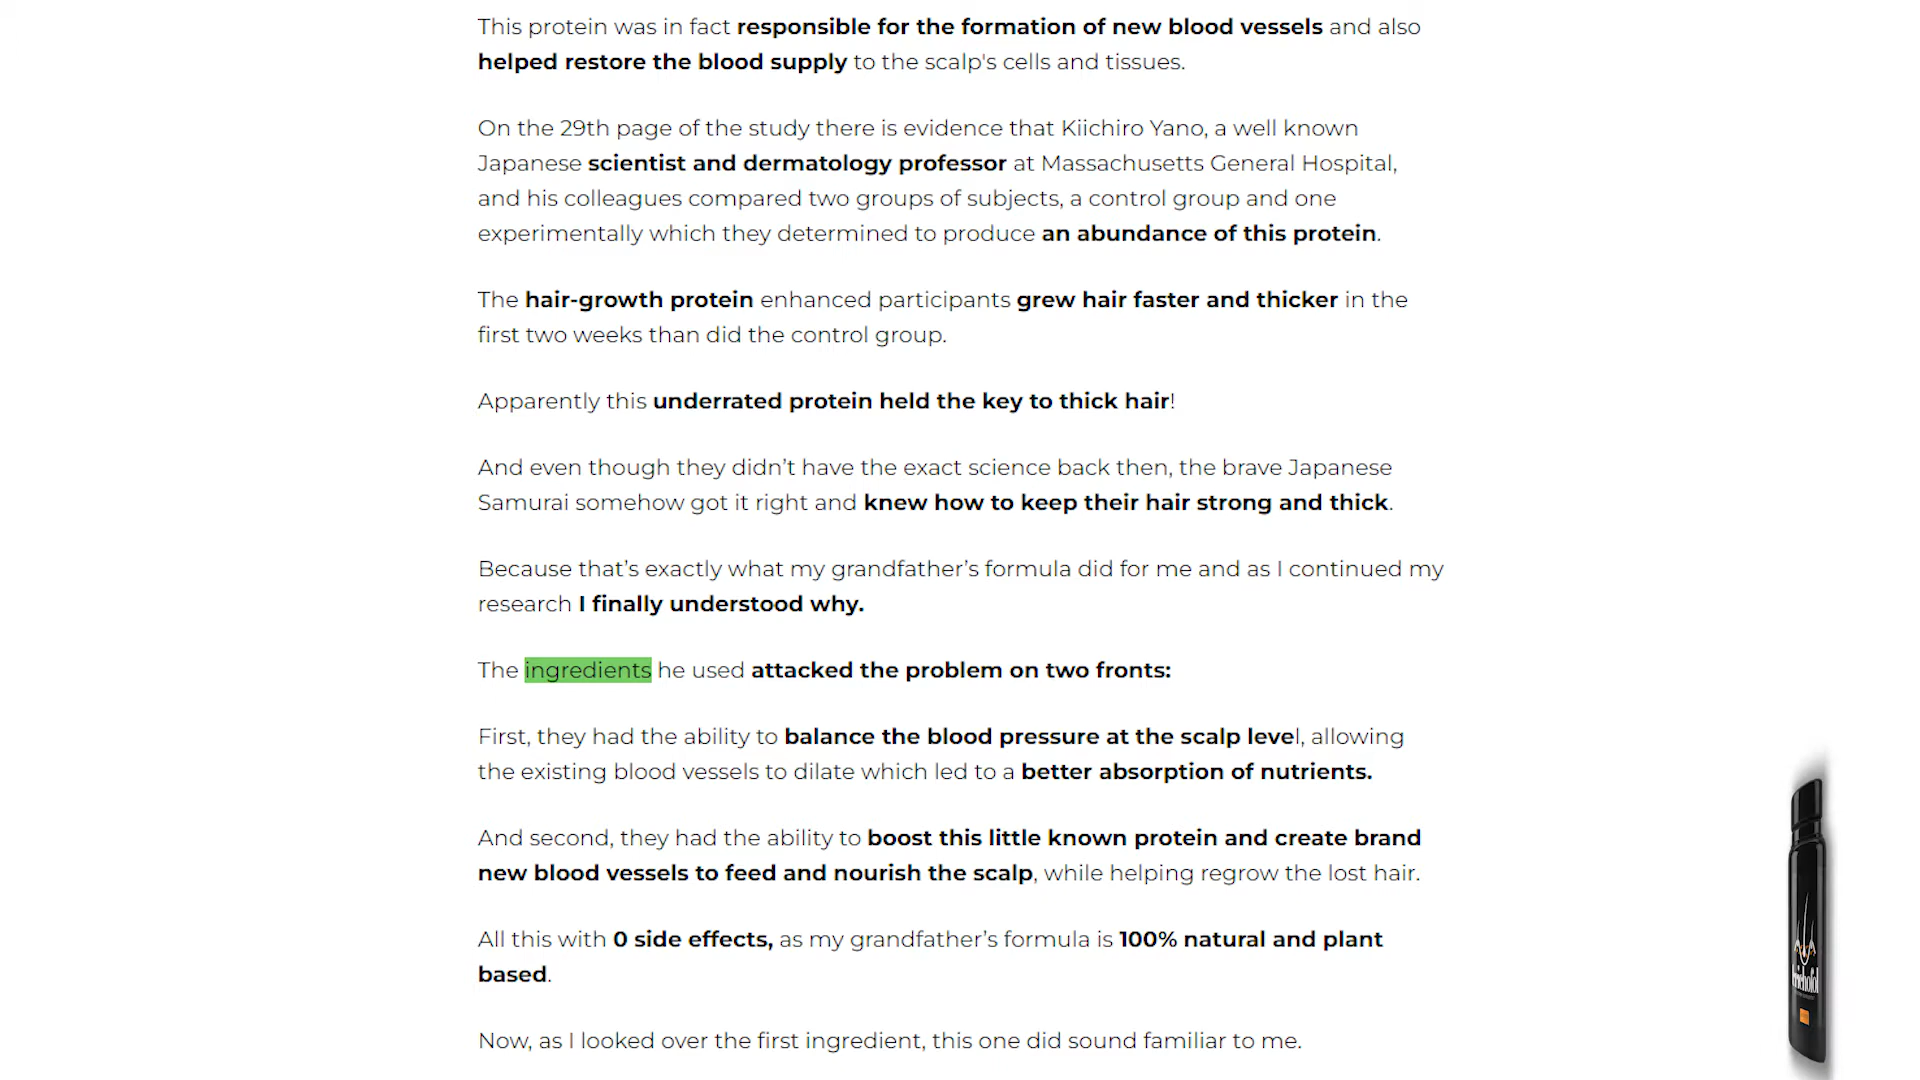 This protein was in fact responsible for the formation of new blood vessels and also
helped restore the blood supply to the scalp's cells and tissues.
On the 29th page of the study there is evidence that Kiichiro Yano, a well known
Japanese scientist and dermatology professor at Massachusetts General Hospital,
and his colleagues compared two groups of subjects, a control group and one
experimentally which they determined to produce an abundance of this protein.
The hair-growth protein enhanced participants grew hair faster and thicker in the
first two weeks than did the control group.
Apparently this underrated protein held the key to thick hair!
And even though they didn’t have the exact science back then, the brave Japanese
Samurai somehow got it right and knew how to keep their hair strong and thick.
Because that’s exactly what my grandfather’s formula did for me and as I continued my
research I finally understood why.
The ingredients he used attacked the problem on two fronts:
First, they had the ability to balance the blood pressure at the scalp level, allowing
the existing blood vessels to dilate which led to a better absorption of nutrients.
And second, they had the ability to boost this little known protein and create brand
new blood vessels to feed and nourish the scalp, while helping regrow the lost hair.
All this with 0 side effects, as my grandfather’s formula is 100% natural and plant
based.
Now, as I looked over the first ingredient, this one did sound familiar to me.